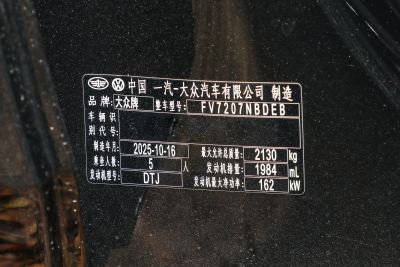 中国 一汽-大众汽车有限公司 制造
品牌: 大众牌 整车型号: FV7207NBDEB
车辆识别代号:
制造年月: 2025-10-16 最大允许总质量: 2130 kg
乘坐人数: 5 人 发动机排量: 1984 mL
发动机型号: DTJ 发动机最大净功率: 162 kW